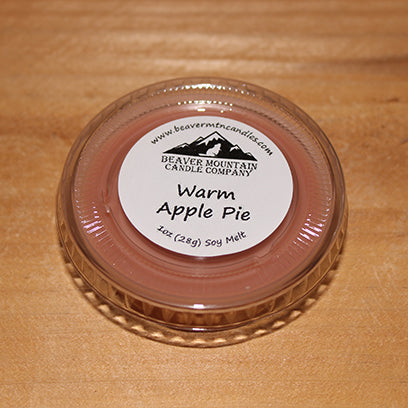 www.beavermtncandles.com
BEAVER MOUNTAIN
CANDLE COMPANY
Warm
Apple Pie
1oz (28g) Soy Melt